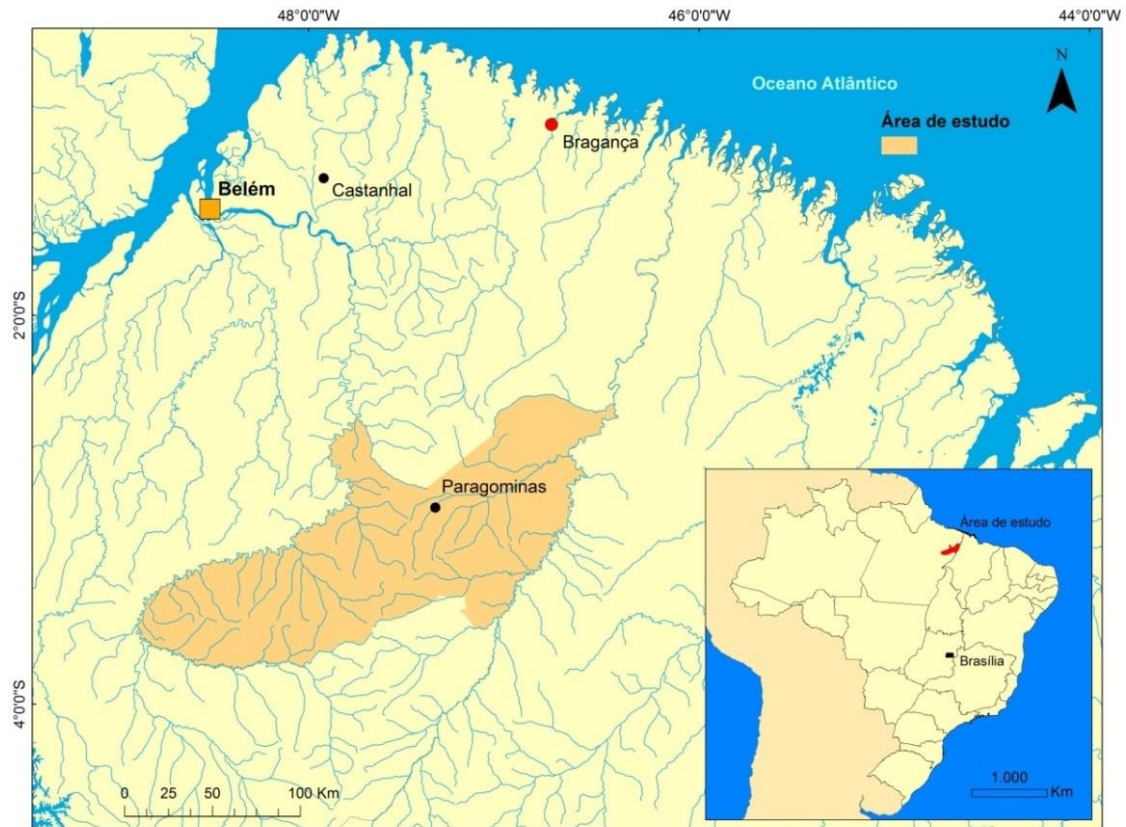 48°0'0"W
46°0'0"W
44°0'0"W
N
Oceano Atlântico
Área de estudo
Bragança
Castanhal
Belém
2°0'0"S
Paragominas
Área de estudo
Brasília
4°0'0"S
0 25 50 100 Km
1.000
Km